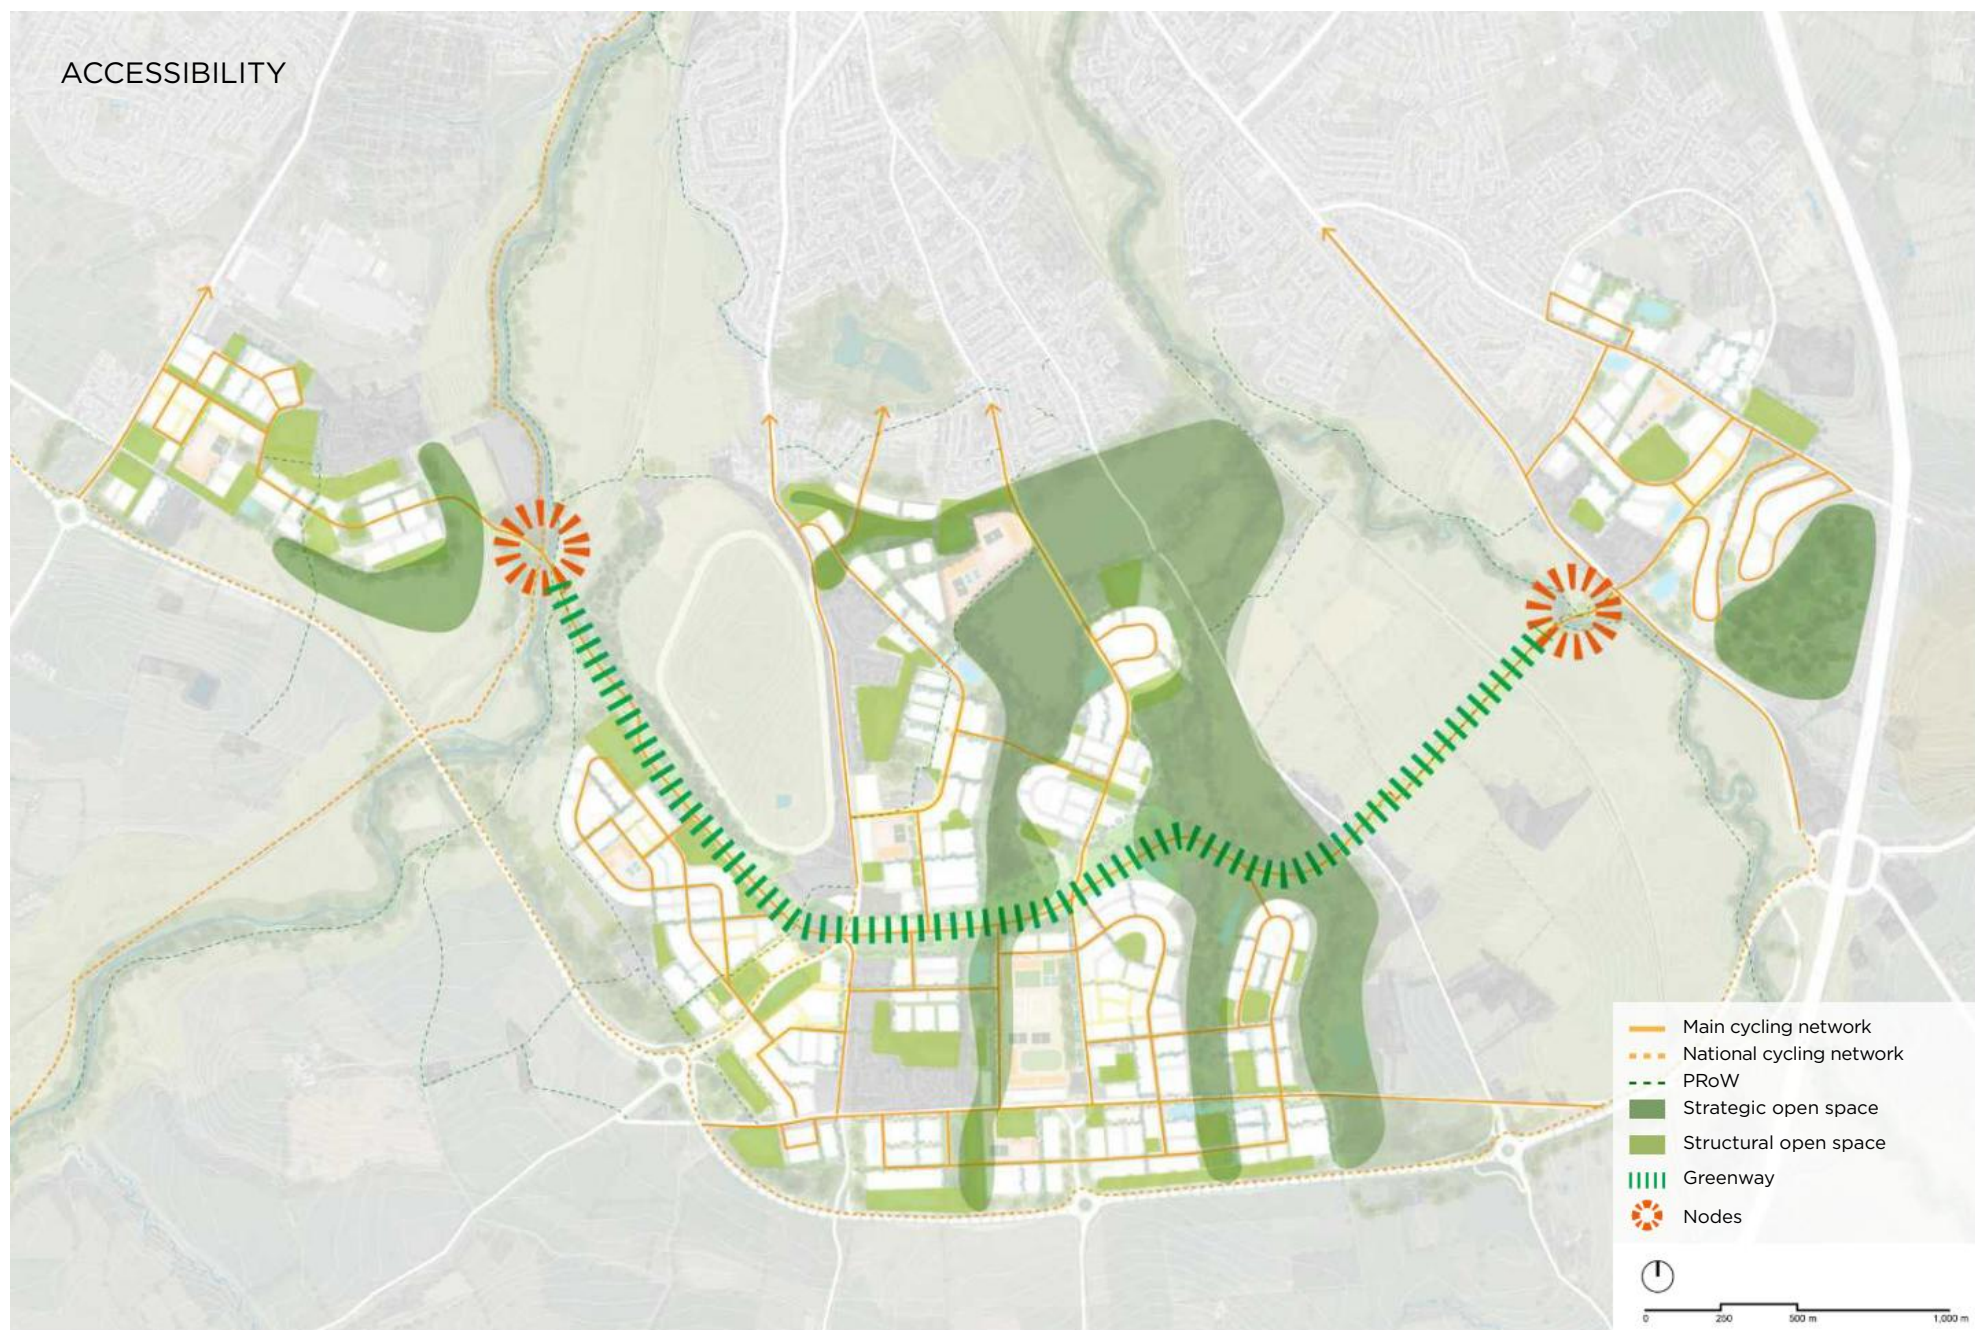 ACCESSIBILITY
Main cycling network
National cycling network
PRoW
Strategic open space
Structural open space
Greenway
Nodes
0 250 500 m 1,000 m